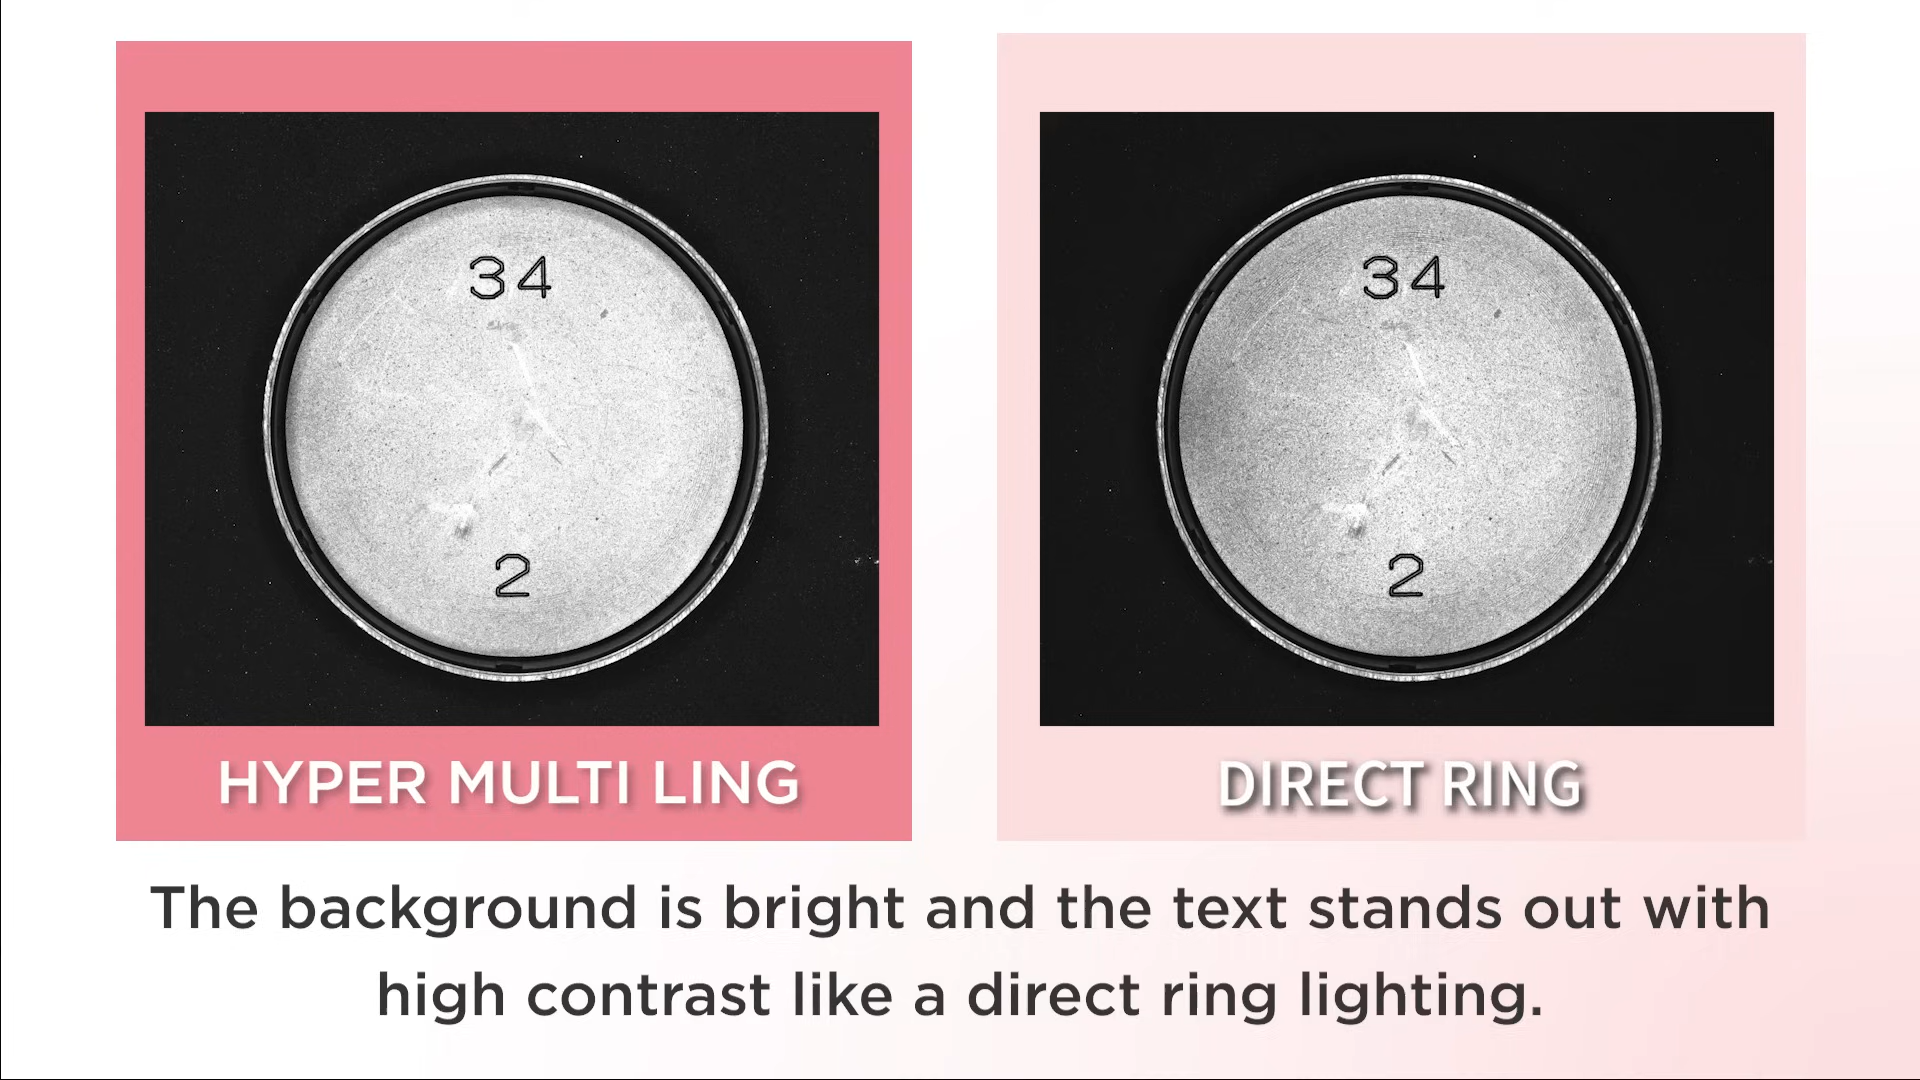 34
2
HYPER MULTI LING
34
2
DIRECT RING
The background is bright and the text stands out with
high contrast like a direct ring lighting.